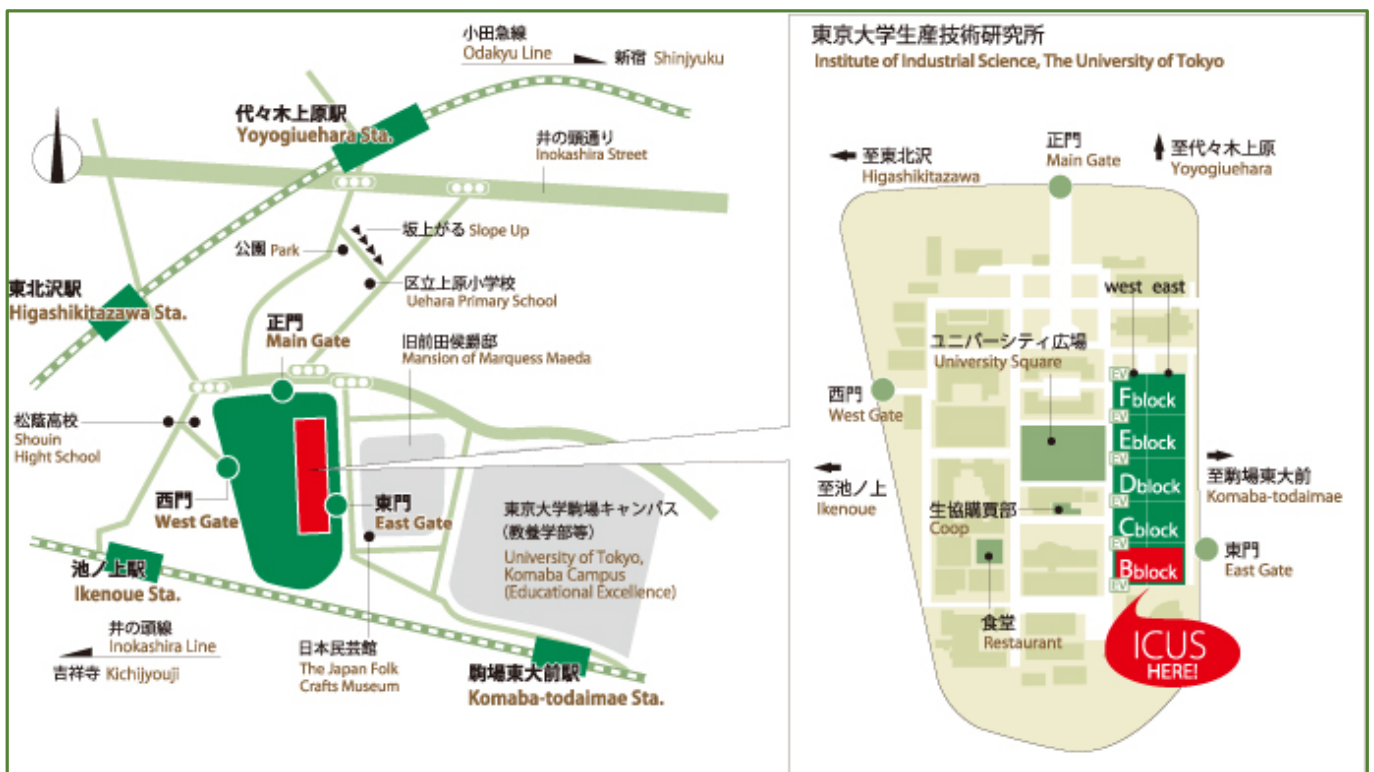 小田急線
Odakyu Line
新宿 Shinjyuku
代々木上原駅
Yoyogiuehara Sta.
井の頭通り
Inokashira Street
坂上がる Slope Up
公園 Park
区立上原小学校
Uehara Primary School
東北沢駅
Higashikitazawa Sta.
正門
Main Gate
旧前田侯爵邸
Mansion of Marquess Maeda
松蔭高校
Shouin
Hight School
西門
West Gate
東門
East Gate
東京大学駒場キャンパス
(教養学部等)
University of Tokyo,
Komaba Campus
(Educational Excellence)
池ノ上駅
Ikenoue Sta.
井の頭線
Inokashira Line
吉祥寺 Kichijyouji
日本民芸館
The Japan Folk
Crafts Museum
駒場東大前駅
Komaba-todaimae Sta.
東京大学生産技術研究所
Institute of Industrial Science, The University of Tokyo
至東北沢
Higashikitazawa
正門
Main Gate
至代々木上原
Yoyogiuehara
west east
ユニバーシティ広場
University Square
西門
West Gate
EV
Fblock
EV
Eblock
EV
Dblock
EV
Cblock
EV
Bblock
EV
至池ノ上
Ikenoue
至駒場東大前
Komaba-todaimae
生協購買部
Coop
東門
East Gate
食堂
Restaurant
ICUS
HERE!